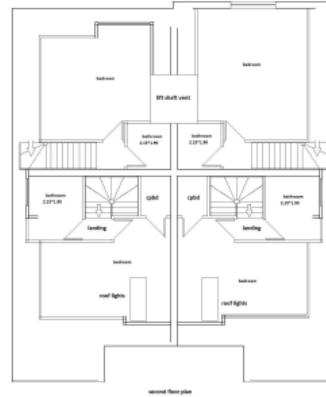 bedroom
bedroom
lift shaft vent
bathroom
bathroom
bathroom
cpbd
cpbd
bathroom
landing
landing
bedroom
bedroom
roof lights
roof lights
second floor plan